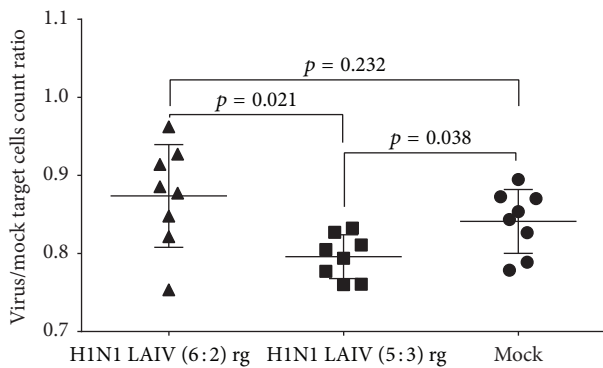 Virus/mock target cells count ratio
1.1
1.0
0.9
0.8
0.7
p = 0.232
p = 0.021
p = 0.038
H1N1 LAIV (6:2) rg
H1N1 LAIV (5:3) rg
Mock